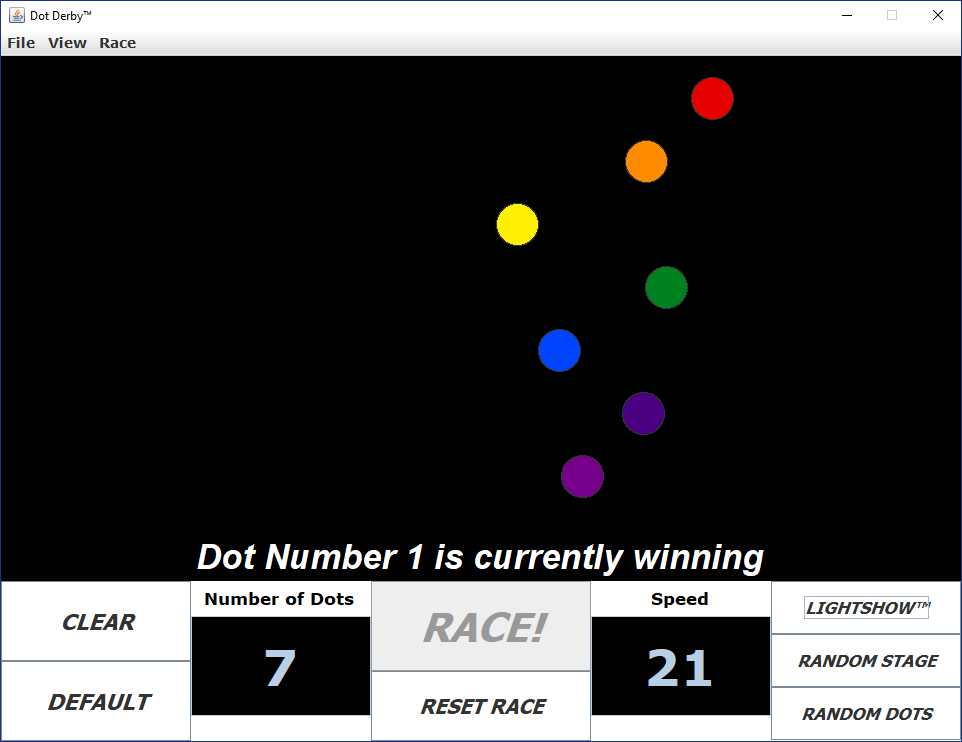 Dot Derby™
File View Race
Dot Number 1 is currently winning
CLEAR
DEFAULT
Number of Dots
7
RACE!
RESET RACE
Speed
21
LIGHTSHOW™
RANDOM STAGE
RANDOM DOTS